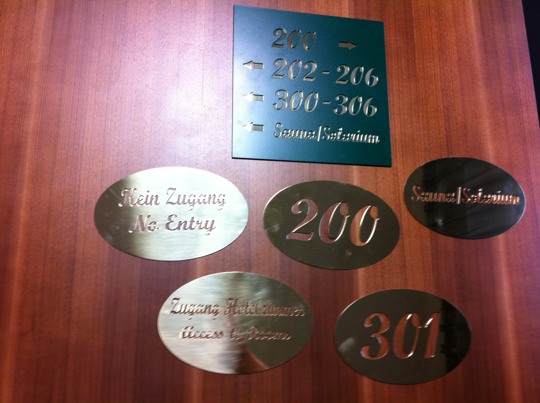 200
202-206
300-306
Sauna/Solarium
Kein Zugang
No Entry
200
Sauna/Solarium
Zugang Hotelzimmer
Access to Room
301